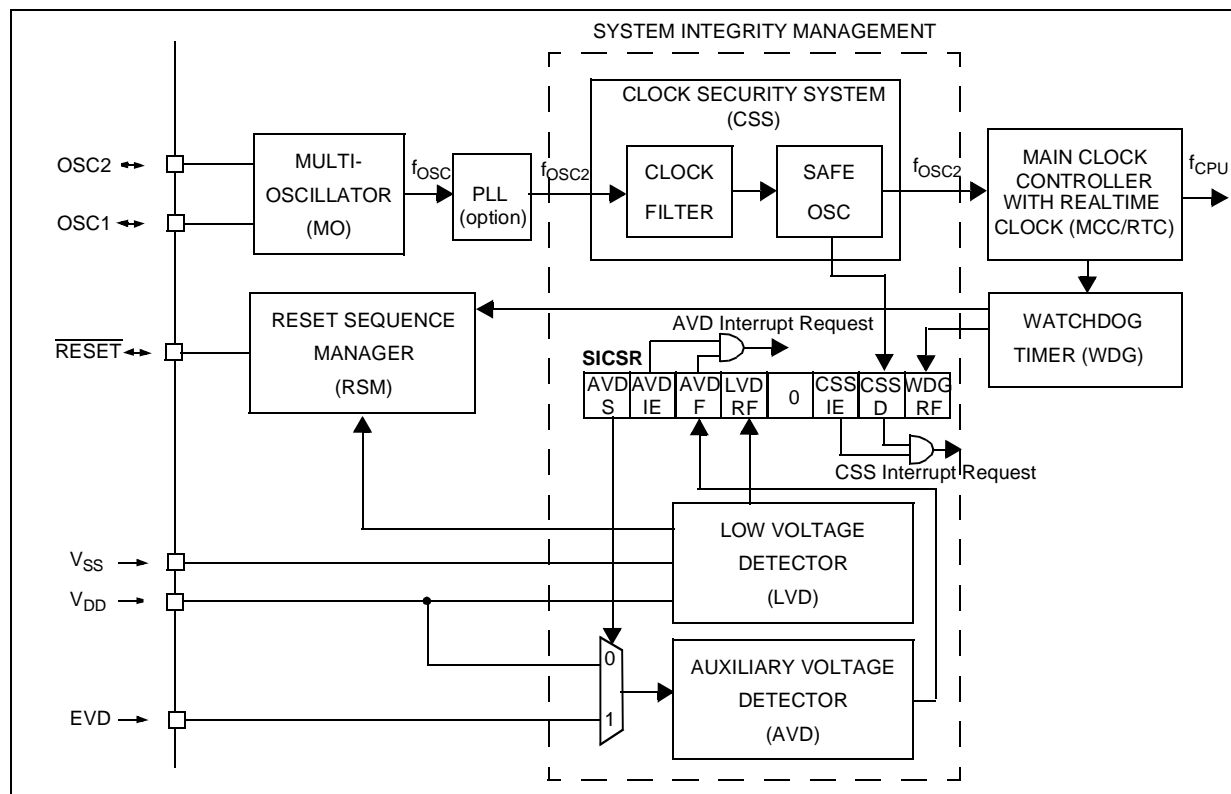 SYSTEM INTEGRITY MANAGEMENT
CLOCK SECURITY SYSTEM
(CSS)
OSC2
OSC1
MULTI-
OSCILLATOR
(MO)
fOSC
PLL
(option)
fOSC2
CLOCK
FILTER
SAFE
OSC
fOSC2
MAIN CLOCK
CONTROLLER
WITH REALTIME
CLOCK (MCC/RTC)
fCPU
RESET
RESET SEQUENCE
MANAGER
(RSM)
AVD Interrupt Request
WATCHDOG
TIMER (WDG)
SICSR
AVD
S
AVD
IE
AVD
F
LVD
RF
0
CSS
IE
CSS
D
WDG
RF
CSS Interrupt Request
LOW VOLTAGE
DETECTOR
(LVD)
VSS
VDD
0
1
AUXILIARY VOLTAGE
DETECTOR
(AVD)
EVD